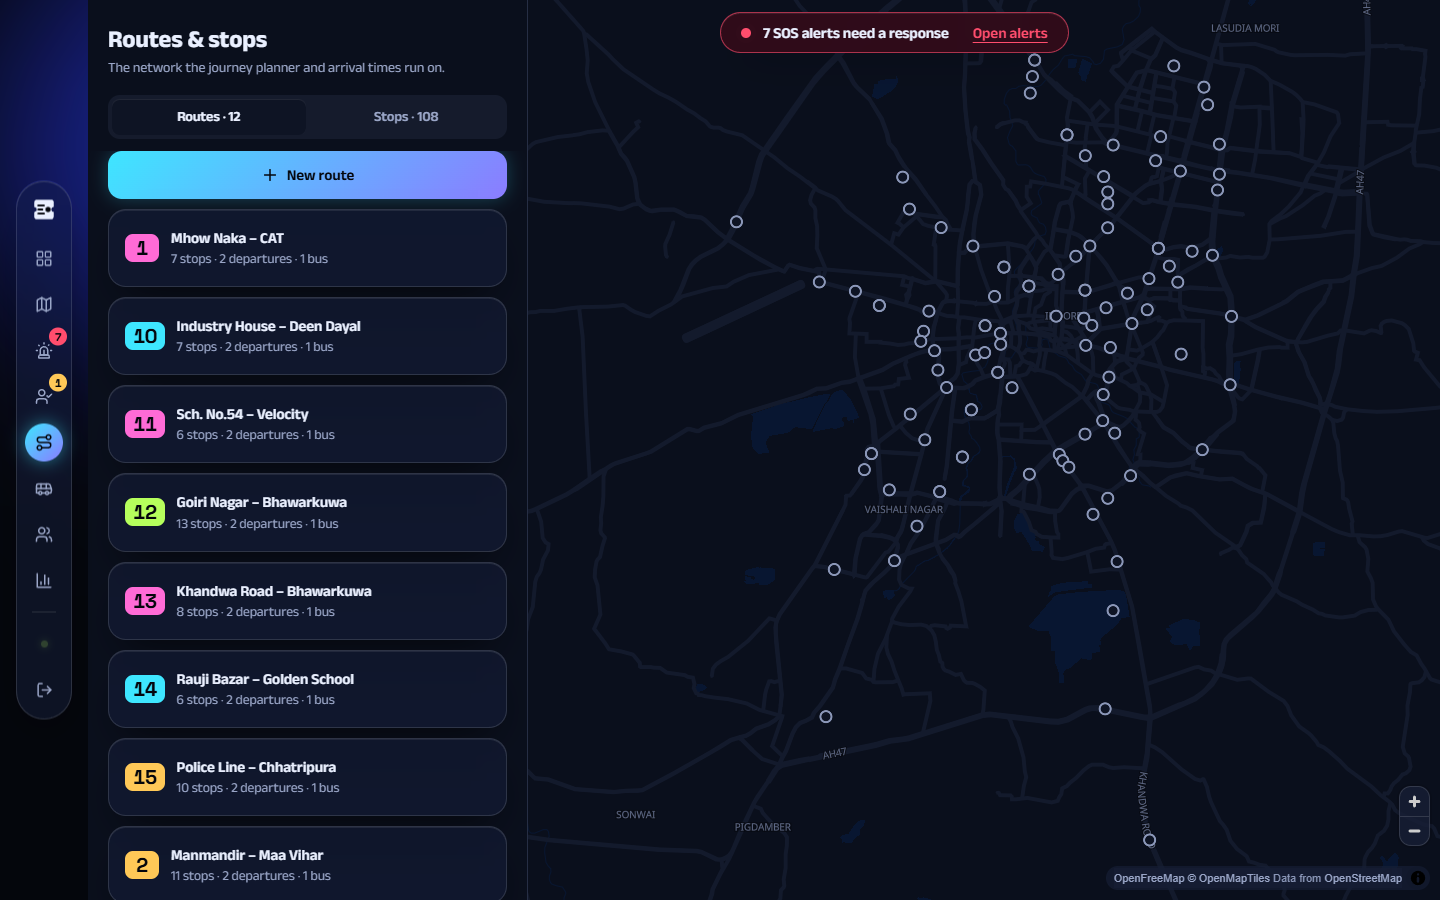 Routes & stops
The network the journey planner and arrival times run on.
Routes · 12
Stops · 108
New route
1
Mhow Naka – CAT
7 stops · 2 departures · 1 bus
10
Industry House – Deen Dayal
7 stops · 2 departures · 1 bus
11
Sch. No.54 – Velocity
6 stops · 2 departures · 1 bus
12
Goiri Nagar – Bhawarkuwa
13 stops · 2 departures · 1 bus
13
Khandwa Road – Bhawarkuwa
8 stops · 2 departures · 1 bus
14
Rauji Bazar – Golden School
6 stops · 2 departures · 1 bus
15
Police Line – Chhatripura
10 stops · 2 departures · 1 bus
2
Manmandir – Maa Vihar
11 stops · 2 departures · 1 bus
7
1
7 SOS alerts need a response
Open alerts
LASUDIA MORI
AH47
VAISHALI NAGAR
AH47
SONWAI
PIGDAMBER
OpenFreeMap © OpenMapTiles Data from OpenStreetMap